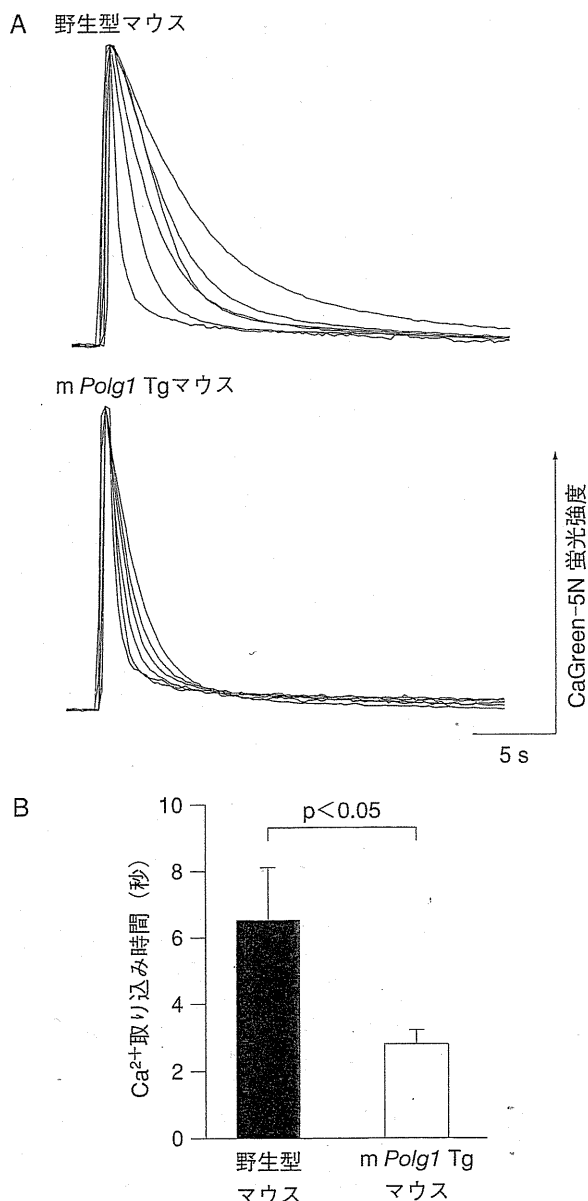 A 野生型マウス
m Polg1 Tgマウス
CaGreen-5N 蛍光強度
5 s
B
p<0.05
Ca²⁺取り込み時間（秒）
10
8
6
4
2
0
野生型
マウス
m Polg1 Tg
マウス